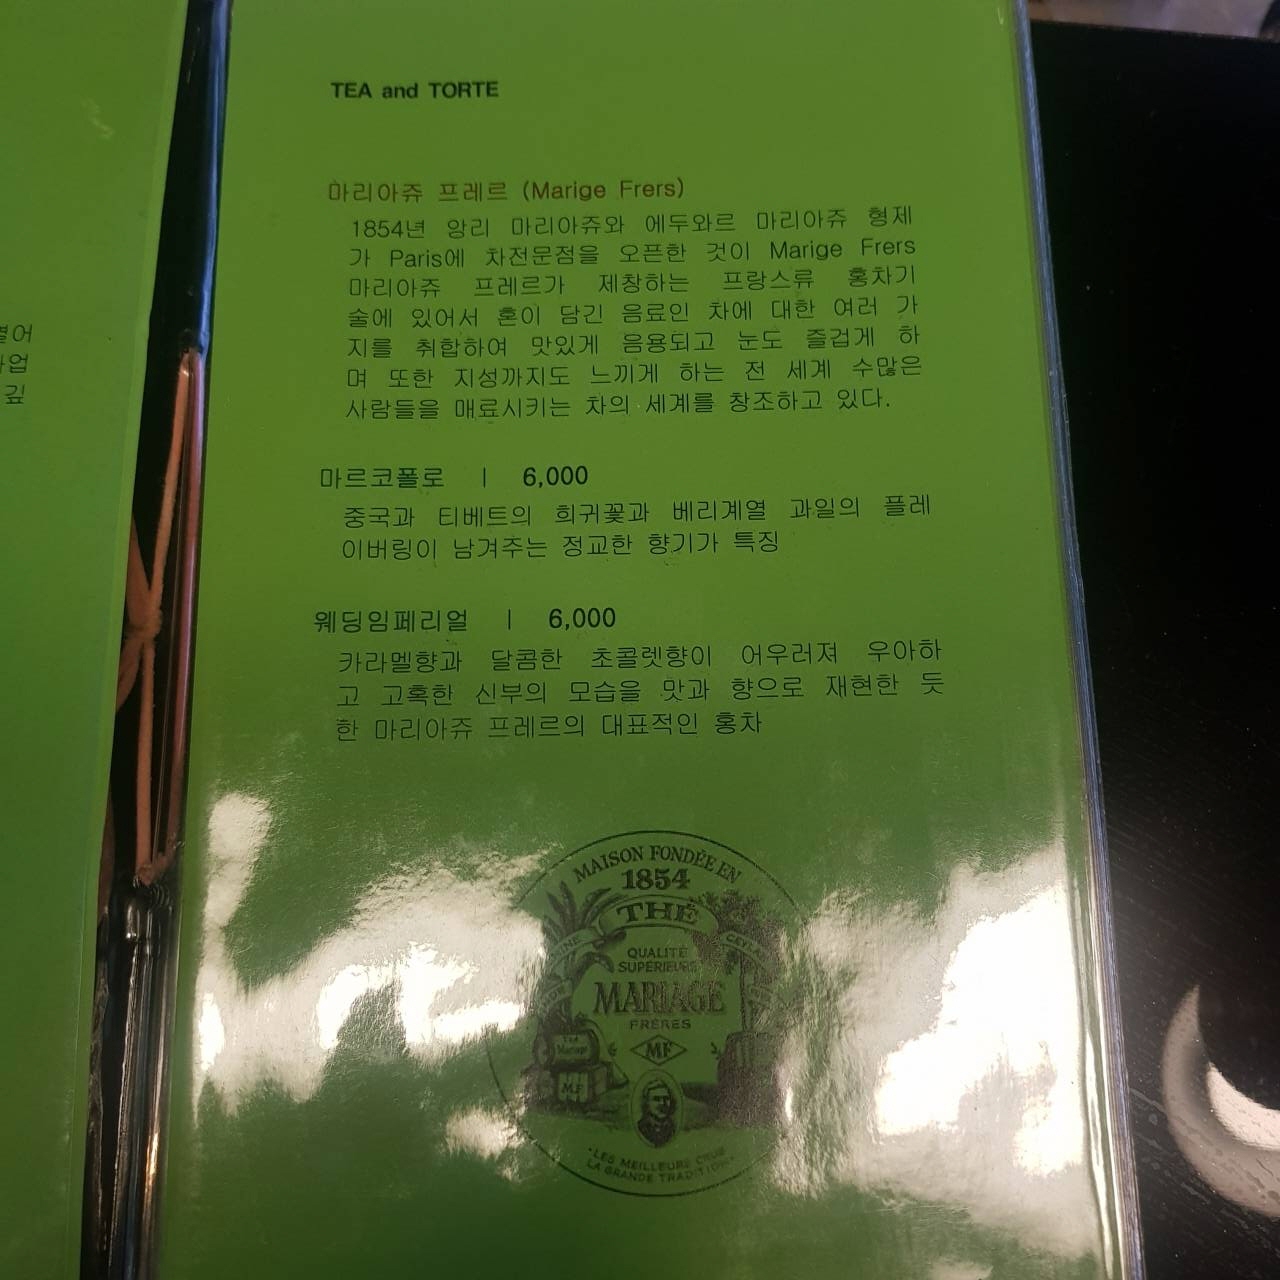 TEA and TORTE
마리아쥬 프레르 (Marige Frers)
1854년 앙리 마리아쥬와 에두와르 마리아쥬 형제
가 Paris에 차전문점을 오픈한 것이 Marige Frers
마리아쥬 프레르가 제창하는 프랑스류 홍차기
술에 있어서 혼이 담긴 음료인 차에 대한 여러 가
지를 취합하여 맛있게 음용되고 눈도 즐겁게 하
며 또한 지성까지도 느끼게 하는 전 세계 수많은
사람들을 매료시키는 차의 세계를 창조하고 있다.
마르코폴로 | 6,000
중국과 티베트의 희귀꽃과 베리계열 과일의 플레
이버링이 남겨주는 정교한 향기가 특징
웨딩임페리얼 | 6,000
카라멜향과 달콤한 초콜렛향이 어우러져 우아하
고 고혹한 신부의 모습을 맛과 향으로 재현한 듯
한 마리아쥬 프레르의 대표적인 홍차
MAISON FONDÉE EN
1854
THÉ
QUALITÉ
SUPÉRIEURE
MARIAGE
FRÈRES
MF
M.F
LES MEILLEURS CRUS
LA GRANDE TRADITION
깊